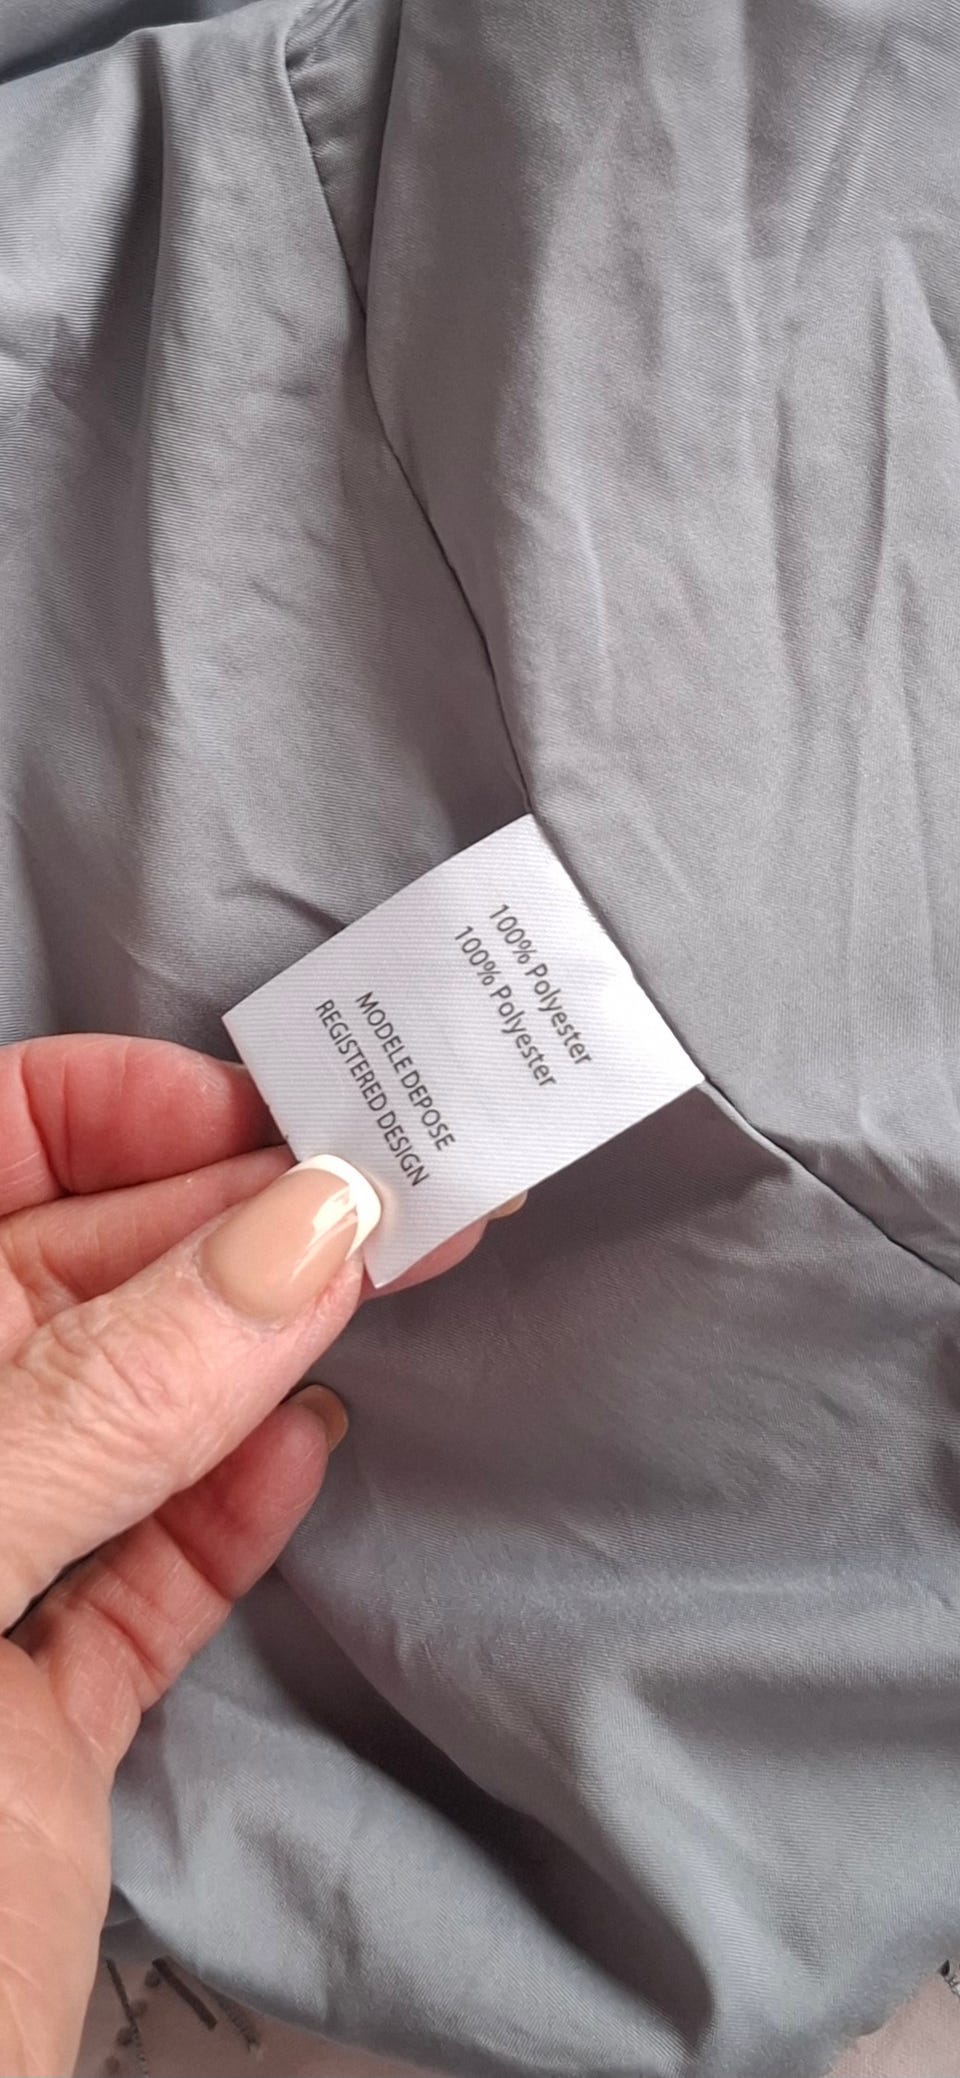 100% Polyester
100% Polyester
MODELE DEPOSE
REGISTERED DESIGN